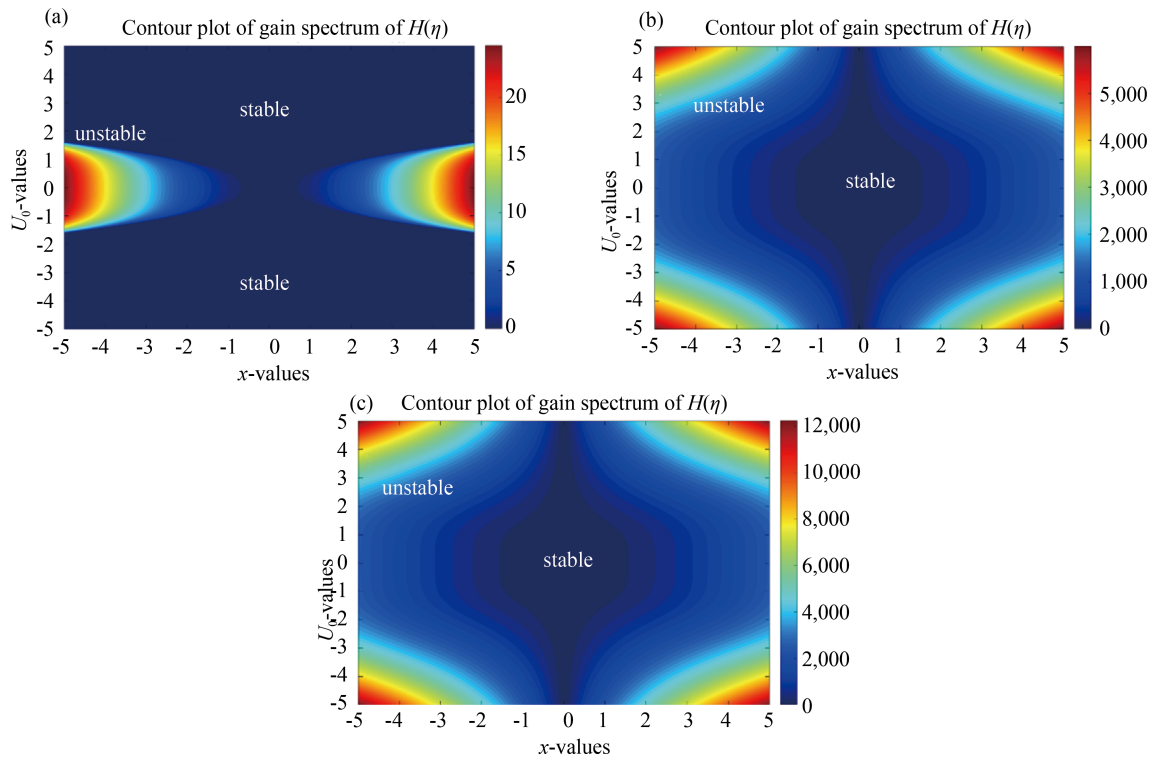 (a)
Contour plot of gain spectrum of H(η)
5
4
3
2
1
0
-1
-2
-3
-4
-5
U0-values
stable
unstable
stable
-5 -4 -3 -2 -1 0 1 2 3 4 5
x-values
20
15
10
5
0
(b)
Contour plot of gain spectrum of H(η)
5
4
3
2
1
0
-1
-2
-3
-4
-5
U0-values
unstable
stable
-5 -4 -3 -2 -1 0 1 2 3 4 5
x-values
5,000
4,000
3,000
2,000
1,000
0
(c)
Contour plot of gain spectrum of H(η)
5
4
3
2
1
0
-1
-2
-3
-4
-5
U0-values
unstable
stable
-5 -4 -3 -2 -1 0 1 2 3 4 5
x-values
12,000
10,000
8,000
6,000
4,000
2,000
0